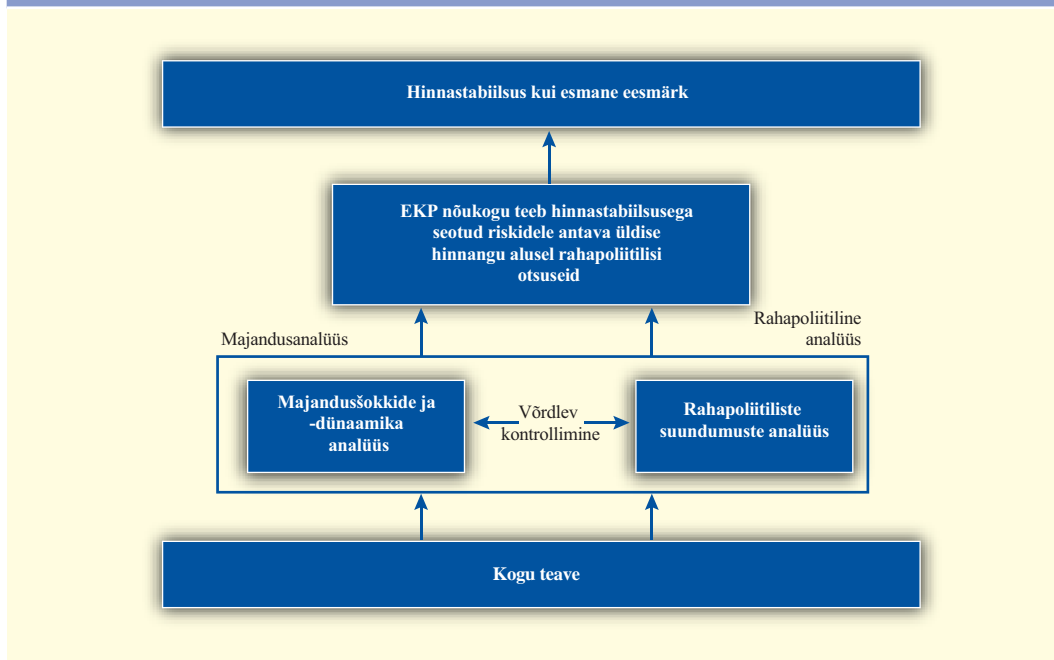 Hinnastabiilsus kui esmane eesmärk
EKP nõukogu teeb hinnastabiilsusega
seotud riskidele antava üldise
hinnangu alusel rahapoliitilisi
otsuseid
Majandusanalüüs
Rahapoliitiline
analüüs
Majandusšokkide ja
-dünaamika
analüüs
Võrdlev
kontrollimine
Rahapoliitiliste
suundumuste analüüs
Kogu teave